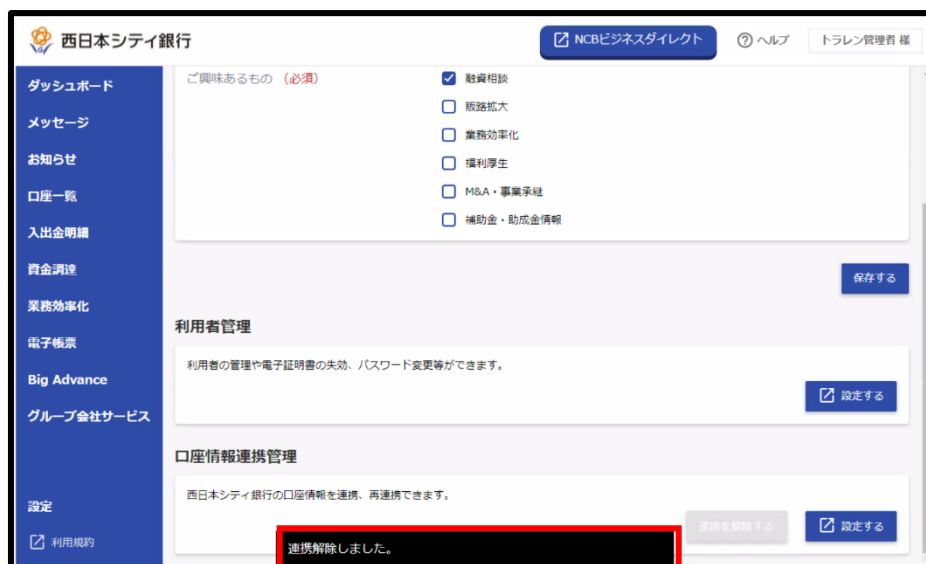 西日本シティ銀行
NCBビジネスダイレクト
ヘルプ
トラレン管理者 様
ダッシュボード
メッセージ
お知らせ
口座一覧
入出金明細
資金調達
業務効率化
電子帳票
Big Advance
グループ会社サービス
設定
利用規約
ご興味あるもの (必須)
融資相談
販路拡大
業務効率化
福利厚生
M&A・事業承継
補助金・助成金情報
保存する
利用者管理
利用者の管理や電子証明書の失効、パスワード変更等ができます。
設定する
口座情報連携管理
西日本シティ銀行の口座情報を連携、再連携できます。
連携を解除する
設定する
連携解除しました。